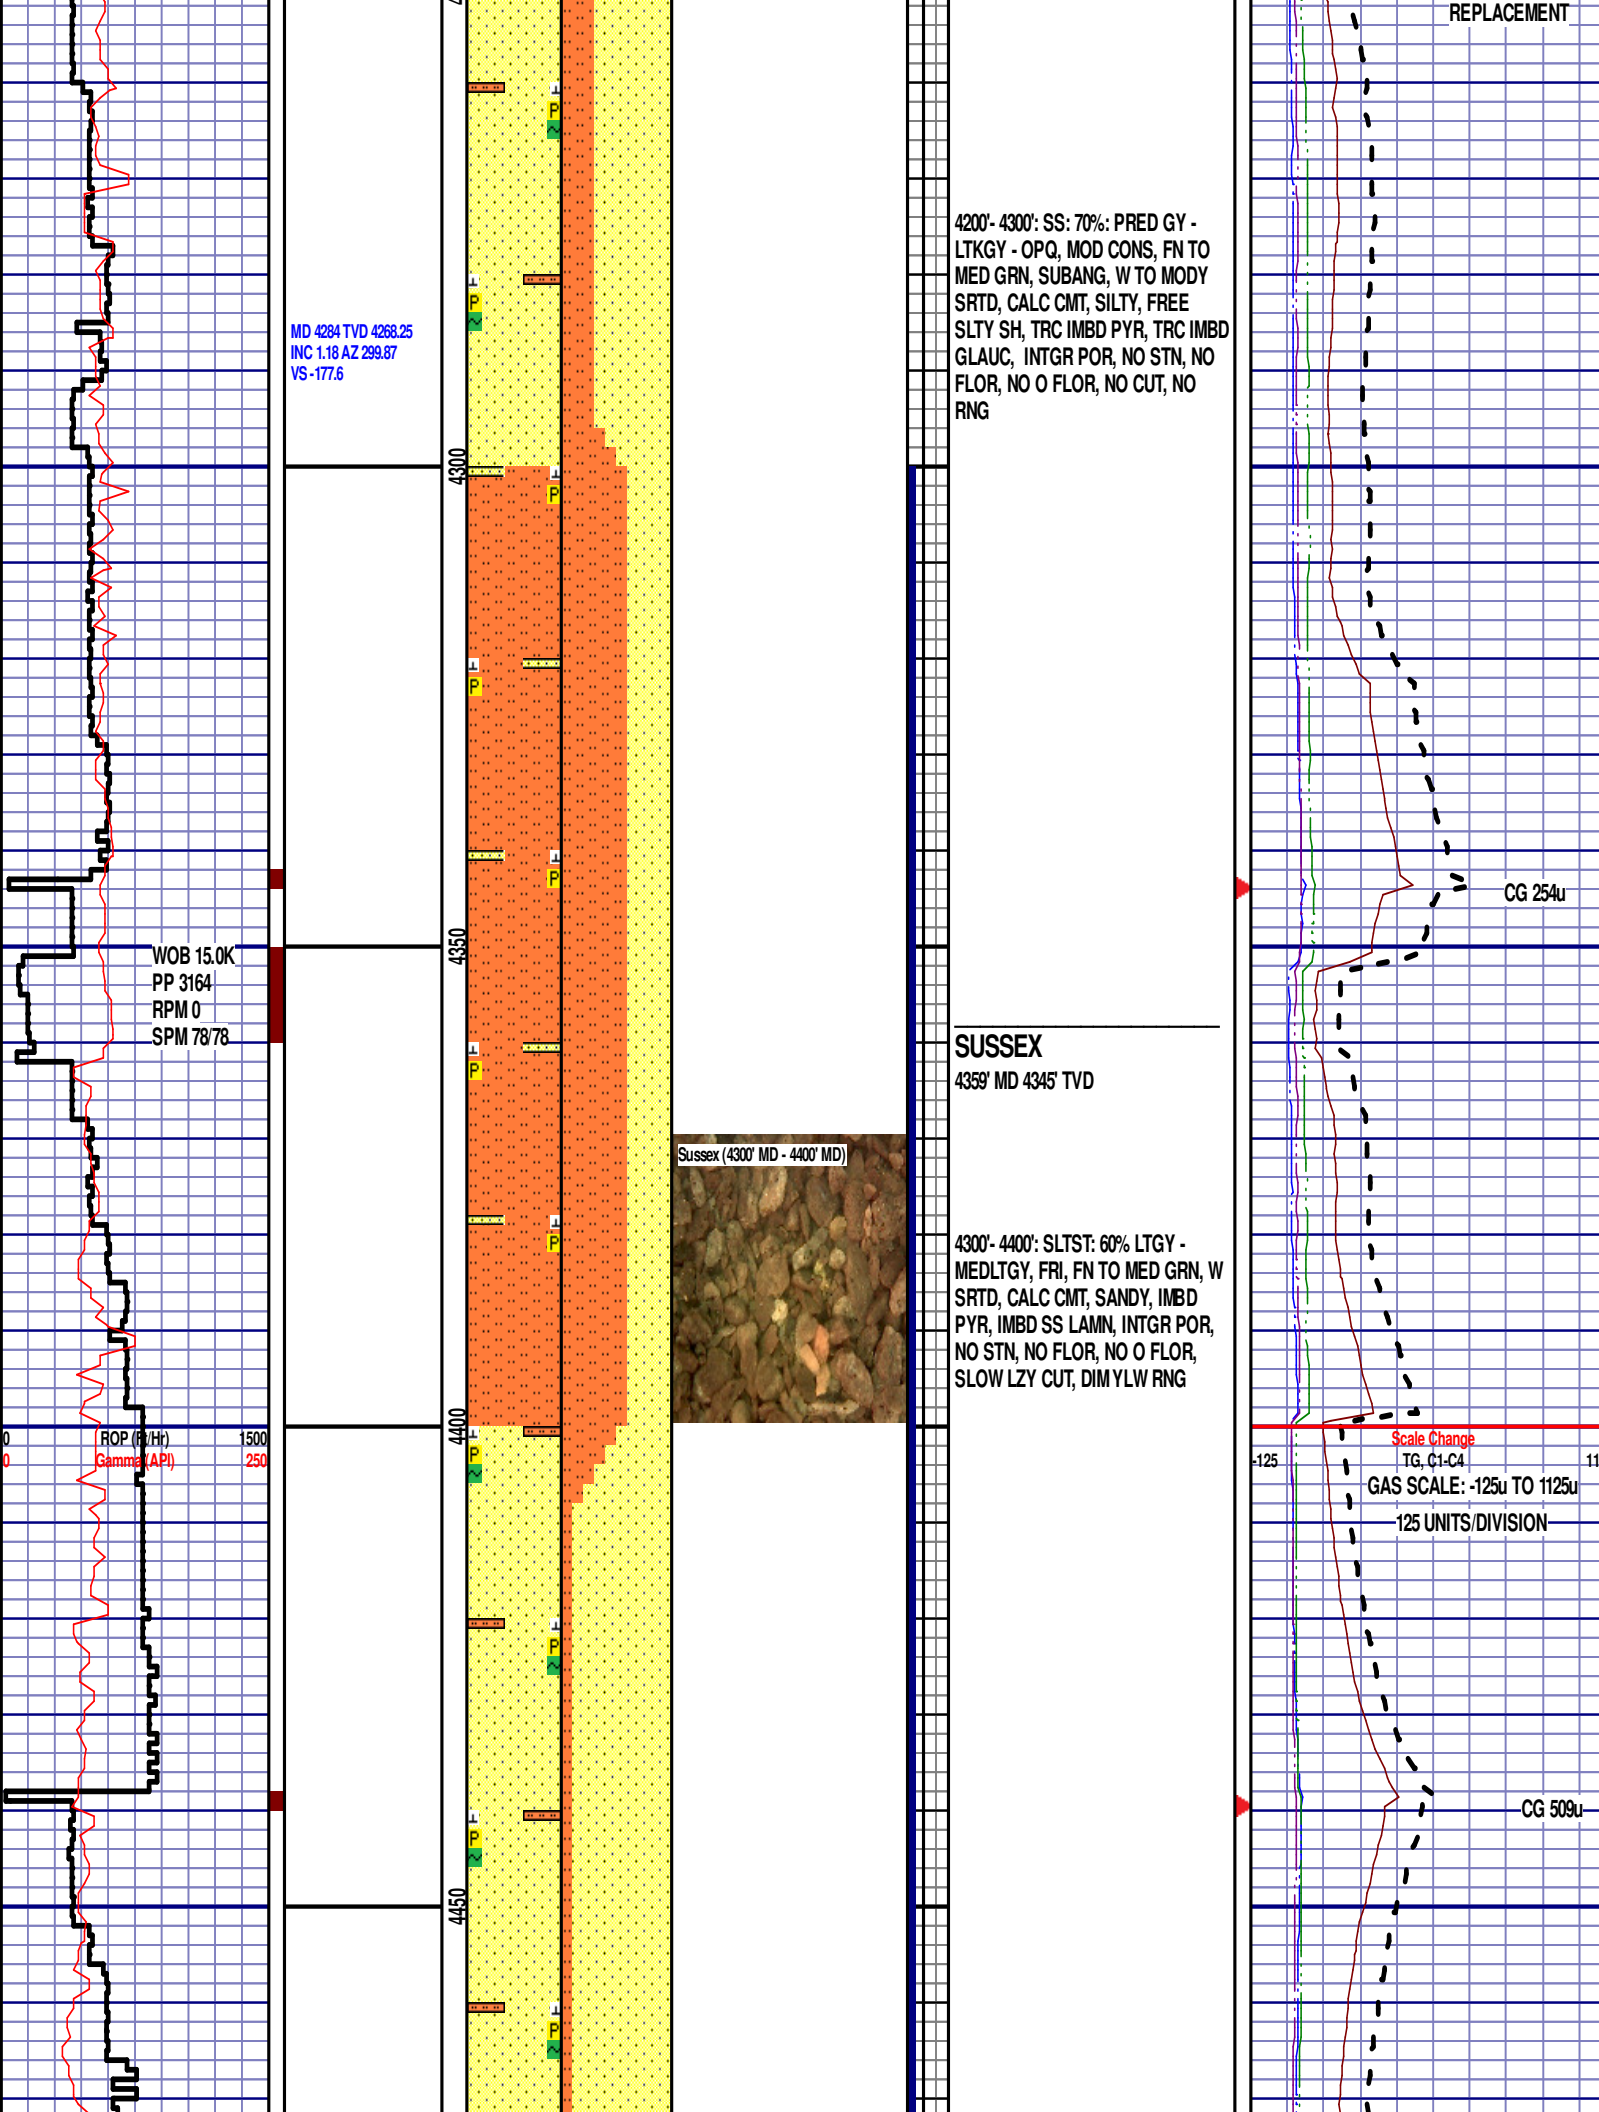 REPLACEMENT
4200'- 4300': SS: 70%: PRED GY -
LTKGY - OPQ, MOD CONS, FN TO
MED GRN, SUBANG, W TO MODY
SRTD, CALC CMT, SILTY, FREE
SLTY SH, TRC IMBD PYR, TRC IMBD
GLAUC, INTGR POR, NO STN, NO
FLOR, NO O FLOR, NO CUT, NO
RNG
MD 4284 TVD 4268.25
INC 1.18 AZ 299.87
VS -177.6
P
P
4300
P
P
P
CG 254u
4350
WOB 15.0K
PP 3164
RPM 0
SPM 78/78
SUSSEX
4359' MD 4345' TVD
P
Sussex (4300' MD - 4400' MD)
P
4300'- 4400': SLTST: 60% LTGY -
MEDLTGY, FRI, FN TO MED GRN, W
SRTD, CALC CMT, SANDY, IMBD
PYR, IMBD SS LAMN, INTGR POR,
NO STN, NO FLOR, NO O FLOR,
SLOW LZY CUT, DIM YLW RNG
4400
0 ROP (Ft/Hr) 1500
0 Gamma (API) 250
P
Scale Change
-125 TG, C1-C4 11
GAS SCALE: -125u TO 1125u
125 UNITS/DIVISION
P
CG 509u
P
4450
P